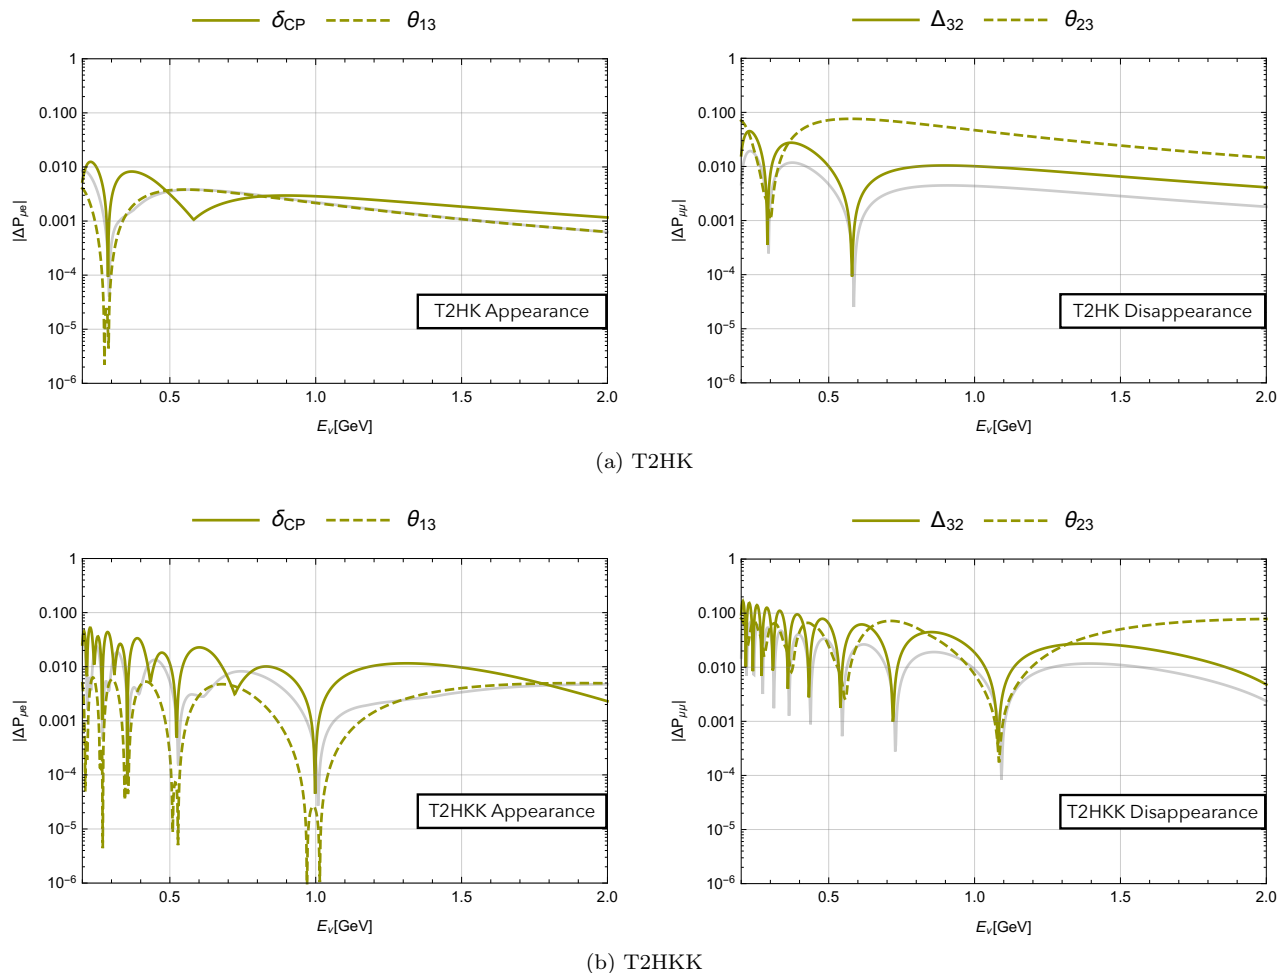 δCP θ13
Δ32 θ23
|ΔPμe|
1
0.100
0.010
0.001
10−4
10−5
10−6
0.5 1.0 1.5 2.0
Eν[GeV]
T2HK Appearance
|ΔPμμ|
1
0.100
0.010
0.001
10−4
10−5
10−6
0.5 1.0 1.5 2.0
Eν[GeV]
T2HK Disappearance
(a) T2HK
δCP θ13
Δ32 θ23
|ΔPμe|
1
0.100
0.010
0.001
10−4
10−5
10−6
0.5 1.0 1.5 2.0
Eν[GeV]
T2HKK Appearance
|ΔPμμ|
1
0.100
0.010
0.001
10−4
10−5
10−6
0.5 1.0 1.5 2.0
Eν[GeV]
T2HKK Disappearance
(b) T2HKK